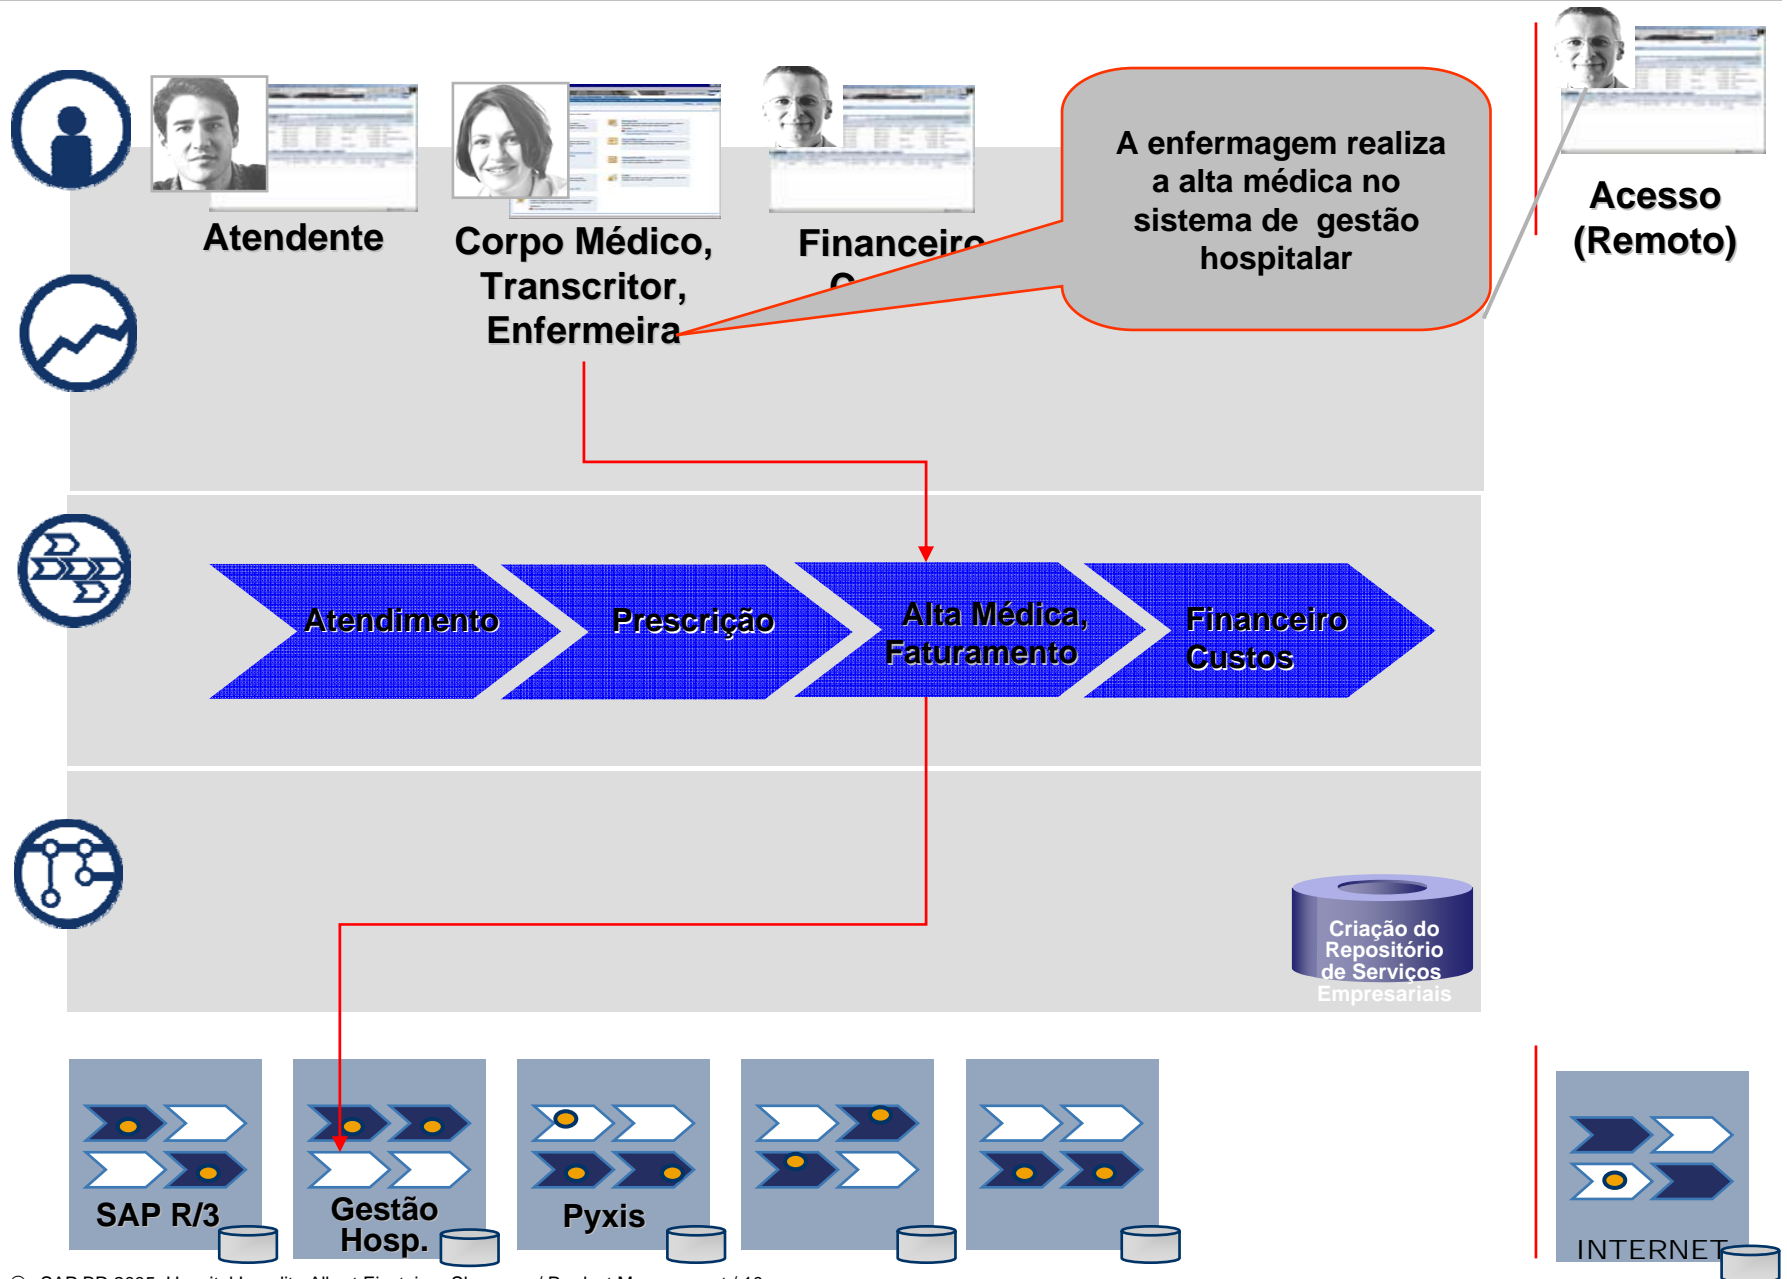 Atendente
Corpo Médico,
Transcritor,
Enfermeira
Financeiro
A enfermagem realiza
a alta médica no
sistema de gestão
hospitalar
Acesso
(Remoto)
Atendimento
Prescrição
Alta Médica,
Faturamento
Financeiro
Custos
Criação do
Repositório
de Serviços
Empresariais
SAP R/3
Gestão
Hosp.
Pyxis
INTERNET